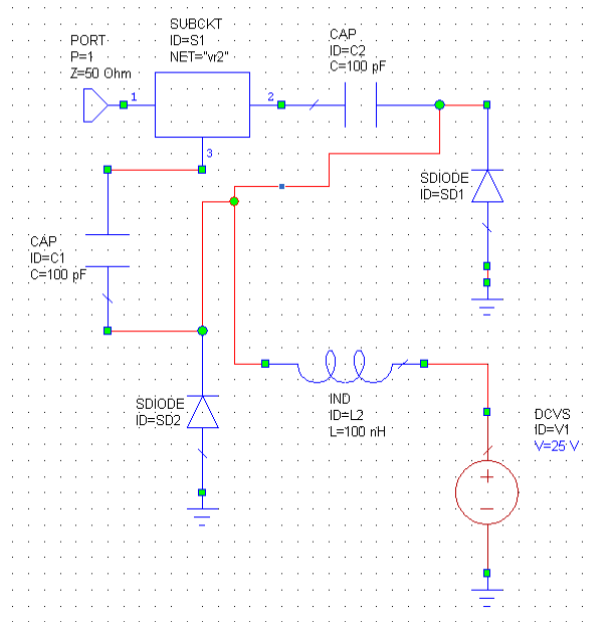 SUBCKT
ID=S1
NET="vr2"
PORT
P=1
Z=50 Ohm
CAP
ID=C2
C=100 pF
1
2
3
SDIODE
ID=SD1
CAP
ID=C1
C=100 pF
SDIODE
ID=SD2
IND
ID=L2
L=100 nH
DCVS
ID=V1
V=25 V